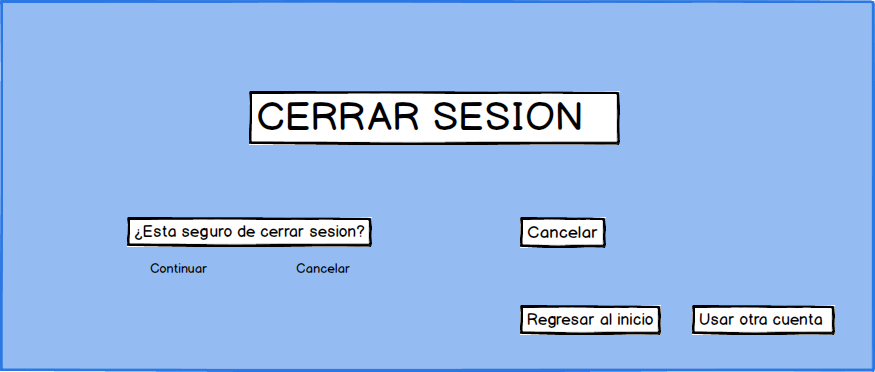 CERRAR SESION
¿Esta seguro de cerrar sesion?
Continuar
Cancelar
Cancelar
Regresar al inicio
Usar otra cuenta